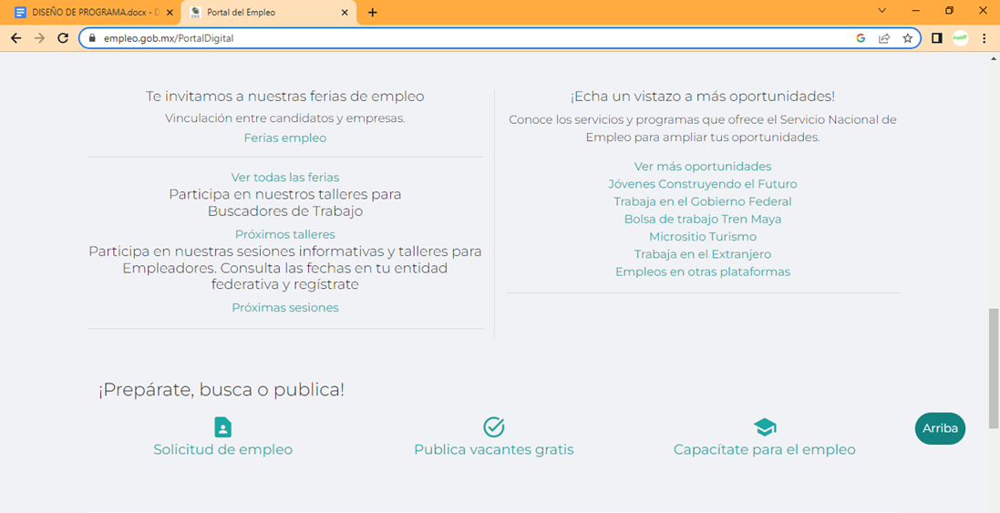 DISEÑO DE PROGRAMA.docx - D
Portal del Empleo
empleo.gob.mx/PortalDigital
Te invitamos a nuestras ferias de empleo
Vinculación entre candidatos y empresas.
Ferias empleo
Ver todas las ferias
Participa en nuestros talleres para
Buscadores de Trabajo
Próximos talleres
Participa en nuestras sesiones informativas y talleres para
Empleadores. Consulta las fechas en tu entidad
federativa y regístrate
Próximas sesiones
¡Echa un vistazo a más oportunidades!
Conoce los servicios y programas que ofrece el Servicio Nacional de
Empleo para ampliar tus oportunidades.
Ver más oportunidades
Jóvenes Construyendo el Futuro
Trabaja en el Gobierno Federal
Bolsa de trabajo Tren Maya
Micrositio Turismo
Trabaja en el Extranjero
Empleos en otras plataformas
¡Prepárate, busca o publica!
Solicitud de empleo
Publica vacantes gratis
Capacítate para el empleo
Arriba